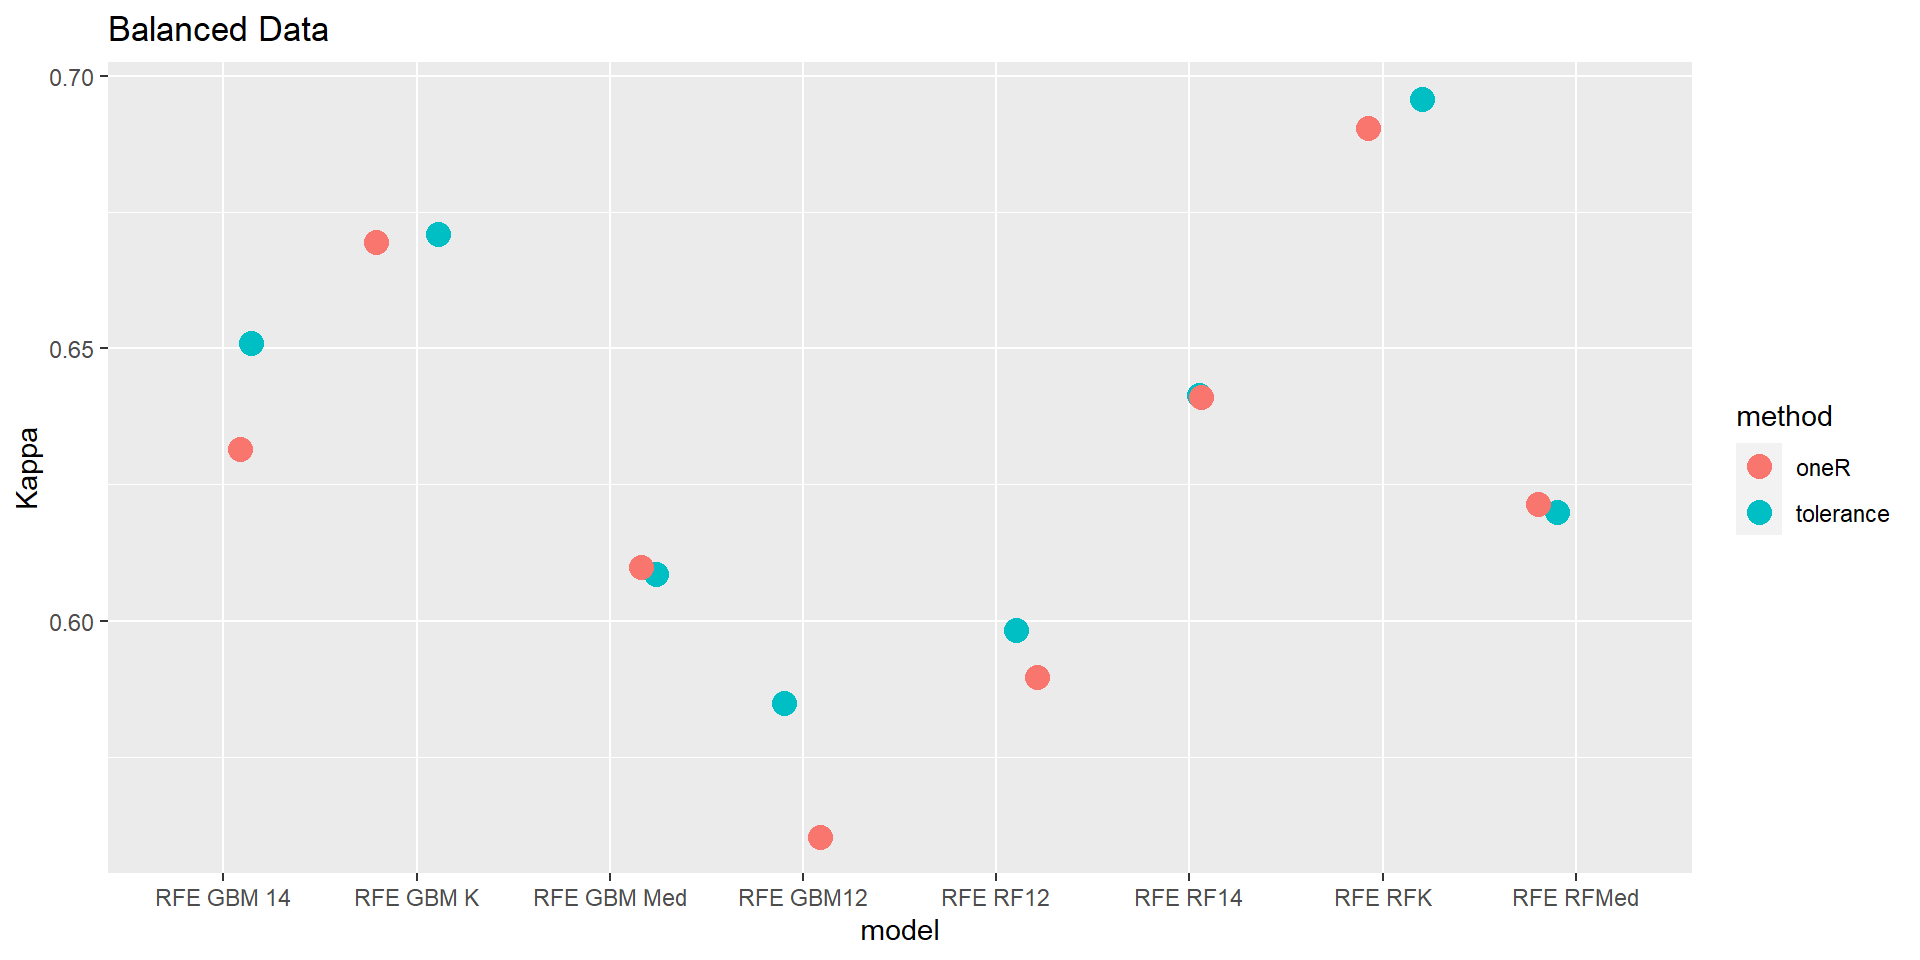 Balanced Data
0.70
0.65
0.60
Kappa
RFE GBM 14
RFE GBM K
RFE GBM Med
RFE GBM12
RFE RF12
RFE RF14
RFE RFK
RFE RFMed
model
method
oneR
tolerance